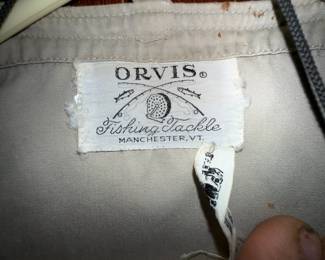 ORVIS®
Fishing Tackle
MANCHESTER, VT.